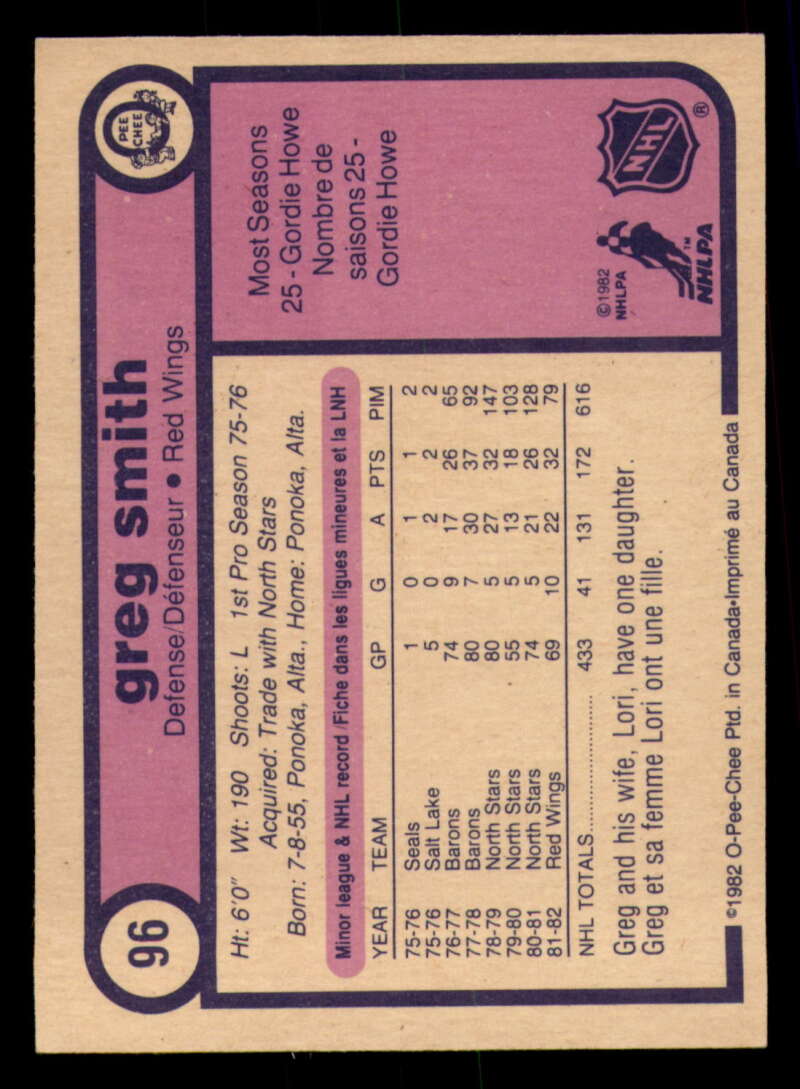 96
greg smith
Defense/Défenseur • Red Wings
O
PEE
CHEE
Ht: 6'0" Wt: 190 Shoots: L 1st Pro Season 75-76
Acquired: Trade with North Stars
Born: 7-8-55, Ponoka, Alta., Home: Ponoka, Alta.
Minor league & NHL record /Fiche dans les ligues mineures et la LNH
YEAR TEAM GP G A PTS PIM
75-76 Seals 1 0 1 1 2
75-76 Salt Lake 5 0 2 2 2
76-77 Barons 74 9 17 26 65
77-78 Barons 80 7 30 37 92
78-79 North Stars 80 5 27 32 147
79-80 North Stars 55 5 13 18 103
80-81 North Stars 74 5 21 26 128
81-82 Red Wings 69 10 22 32 79
NHL TOTALS.................... 433 41 131 172 616
Greg and his wife, Lori, have one daughter.
Greg et sa femme Lori ont une fille.
Most Seasons
25 - Gordie Howe
Nombre de
saisons 25 -
Gordie Howe
©1982
NHLPA
NHLPA™
NHL®
©1982 O-Pee-Chee Ptd. in Canada•Imprimé au Canada